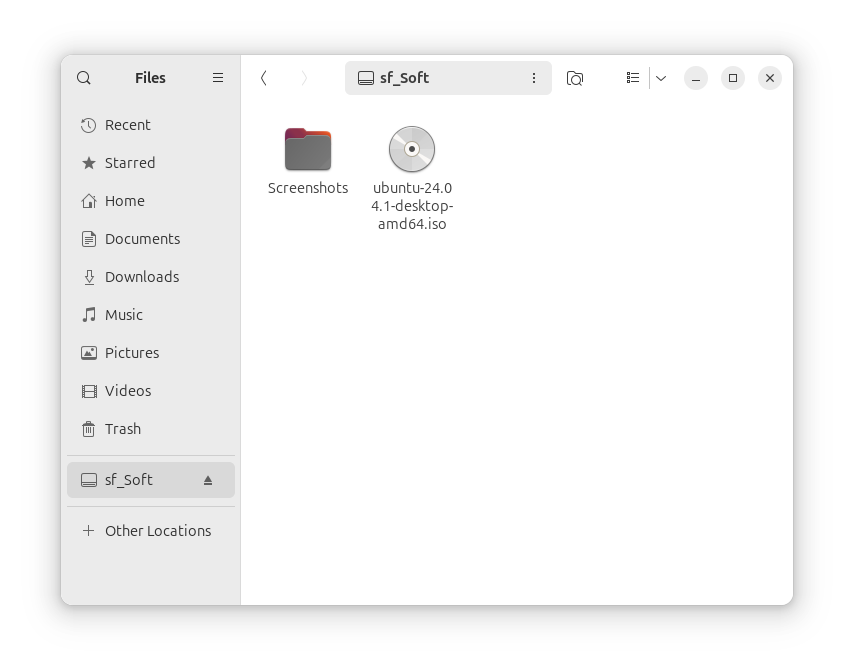 Files
sf_Soft
Recent
Starred
Home
Documents
Downloads
Music
Pictures
Videos
Trash
sf_Soft
Other Locations
Screenshots
ubuntu-24.0
4.1-desktop-
amd64.iso